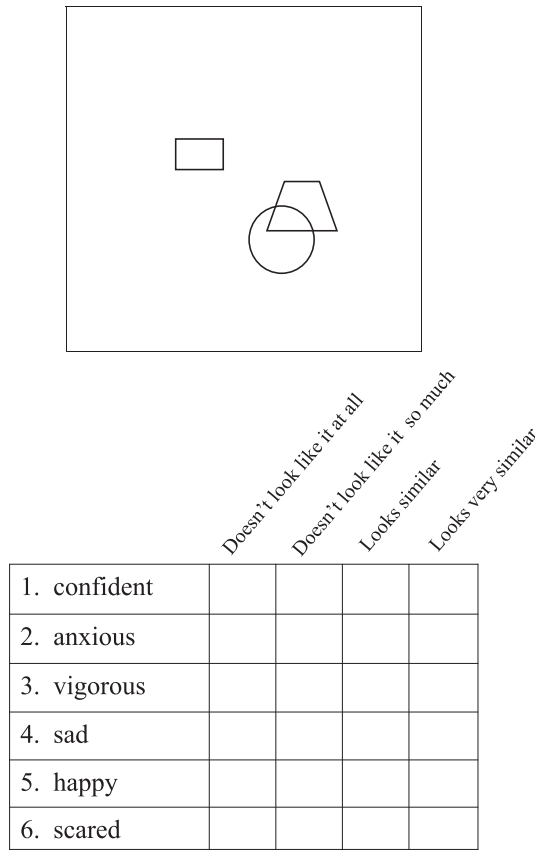 Doesn't look like it at all
Doesn't look like it so much
Looks similar
Looks very similar
1. confident
2. anxious
3. vigorous
4. sad
5. happy
6. scared